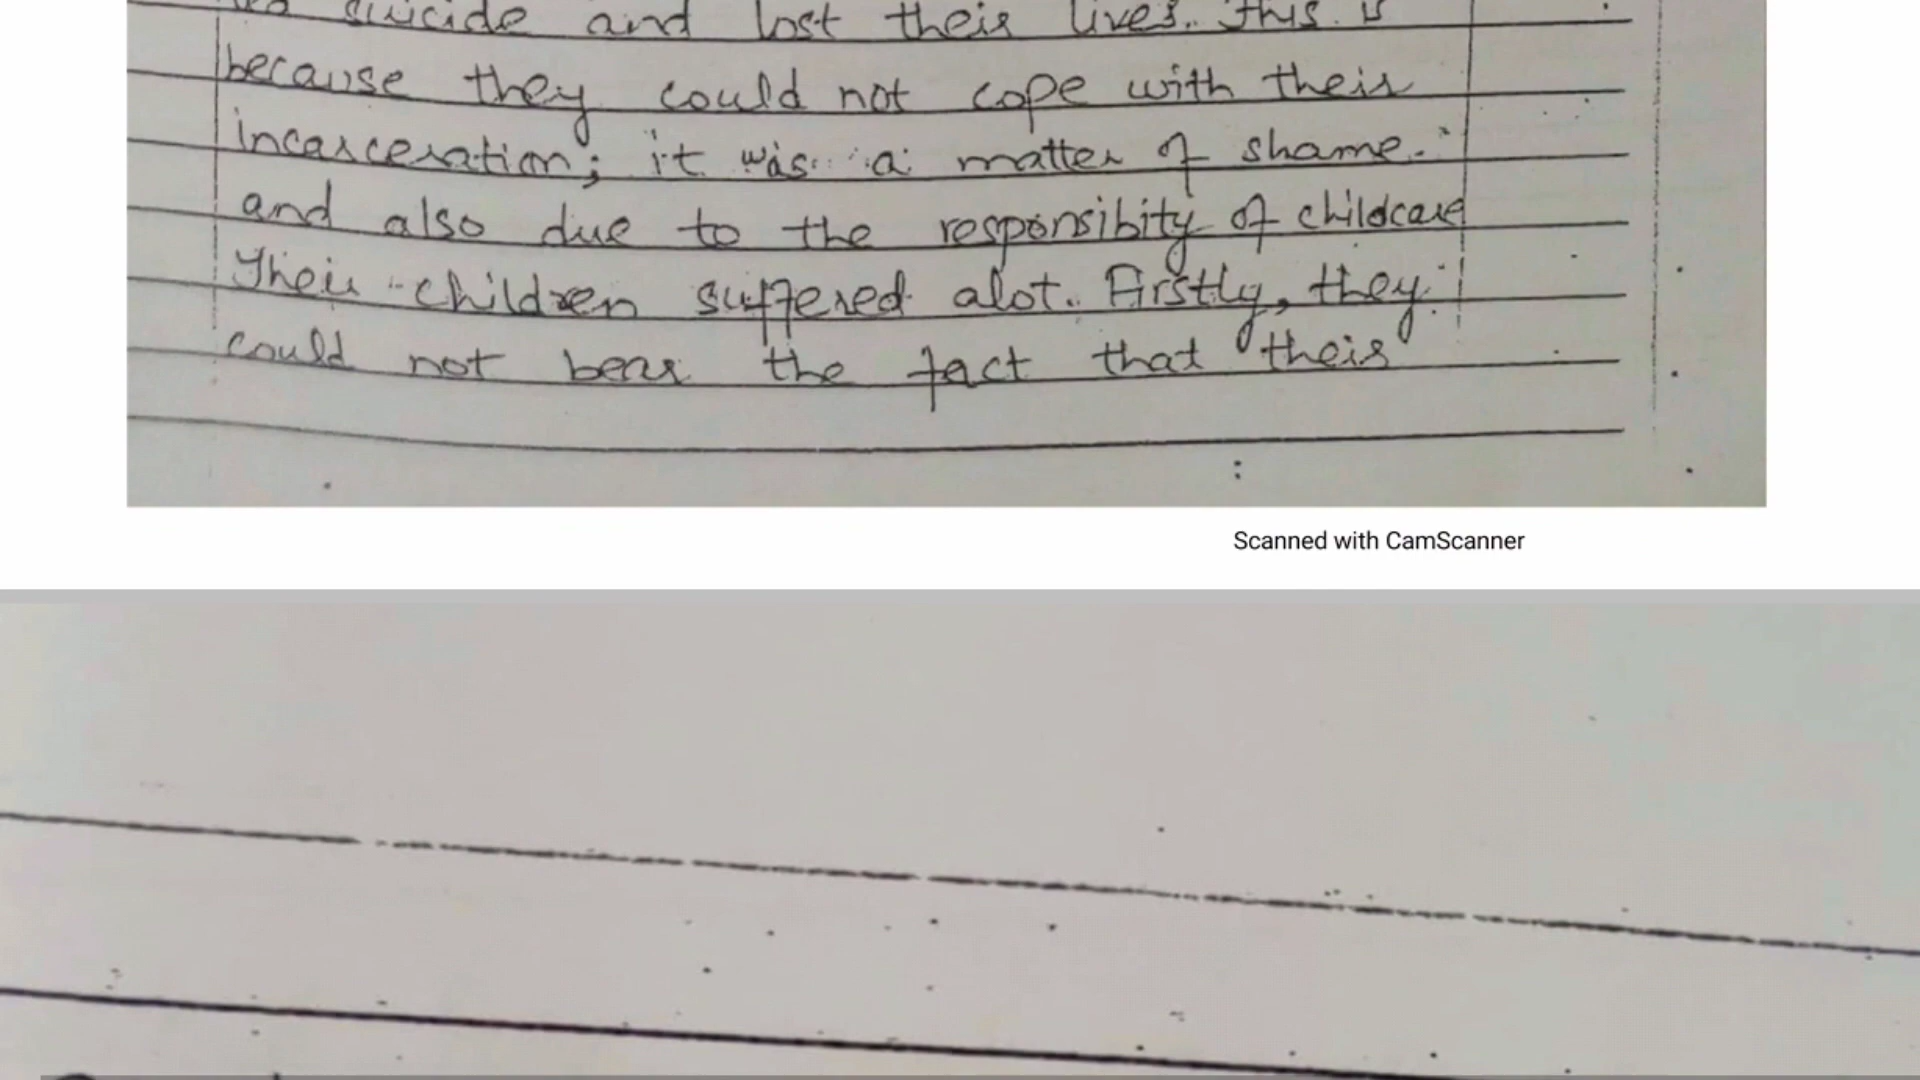 suicide and lost their lives. This is
because they could not cope with their
incarceration; it was a matter of shame.
and also due to the responsibity of childcare
Their children suffered alot. Firstly, they
could not bear the fact that their
Scanned with CamScanner